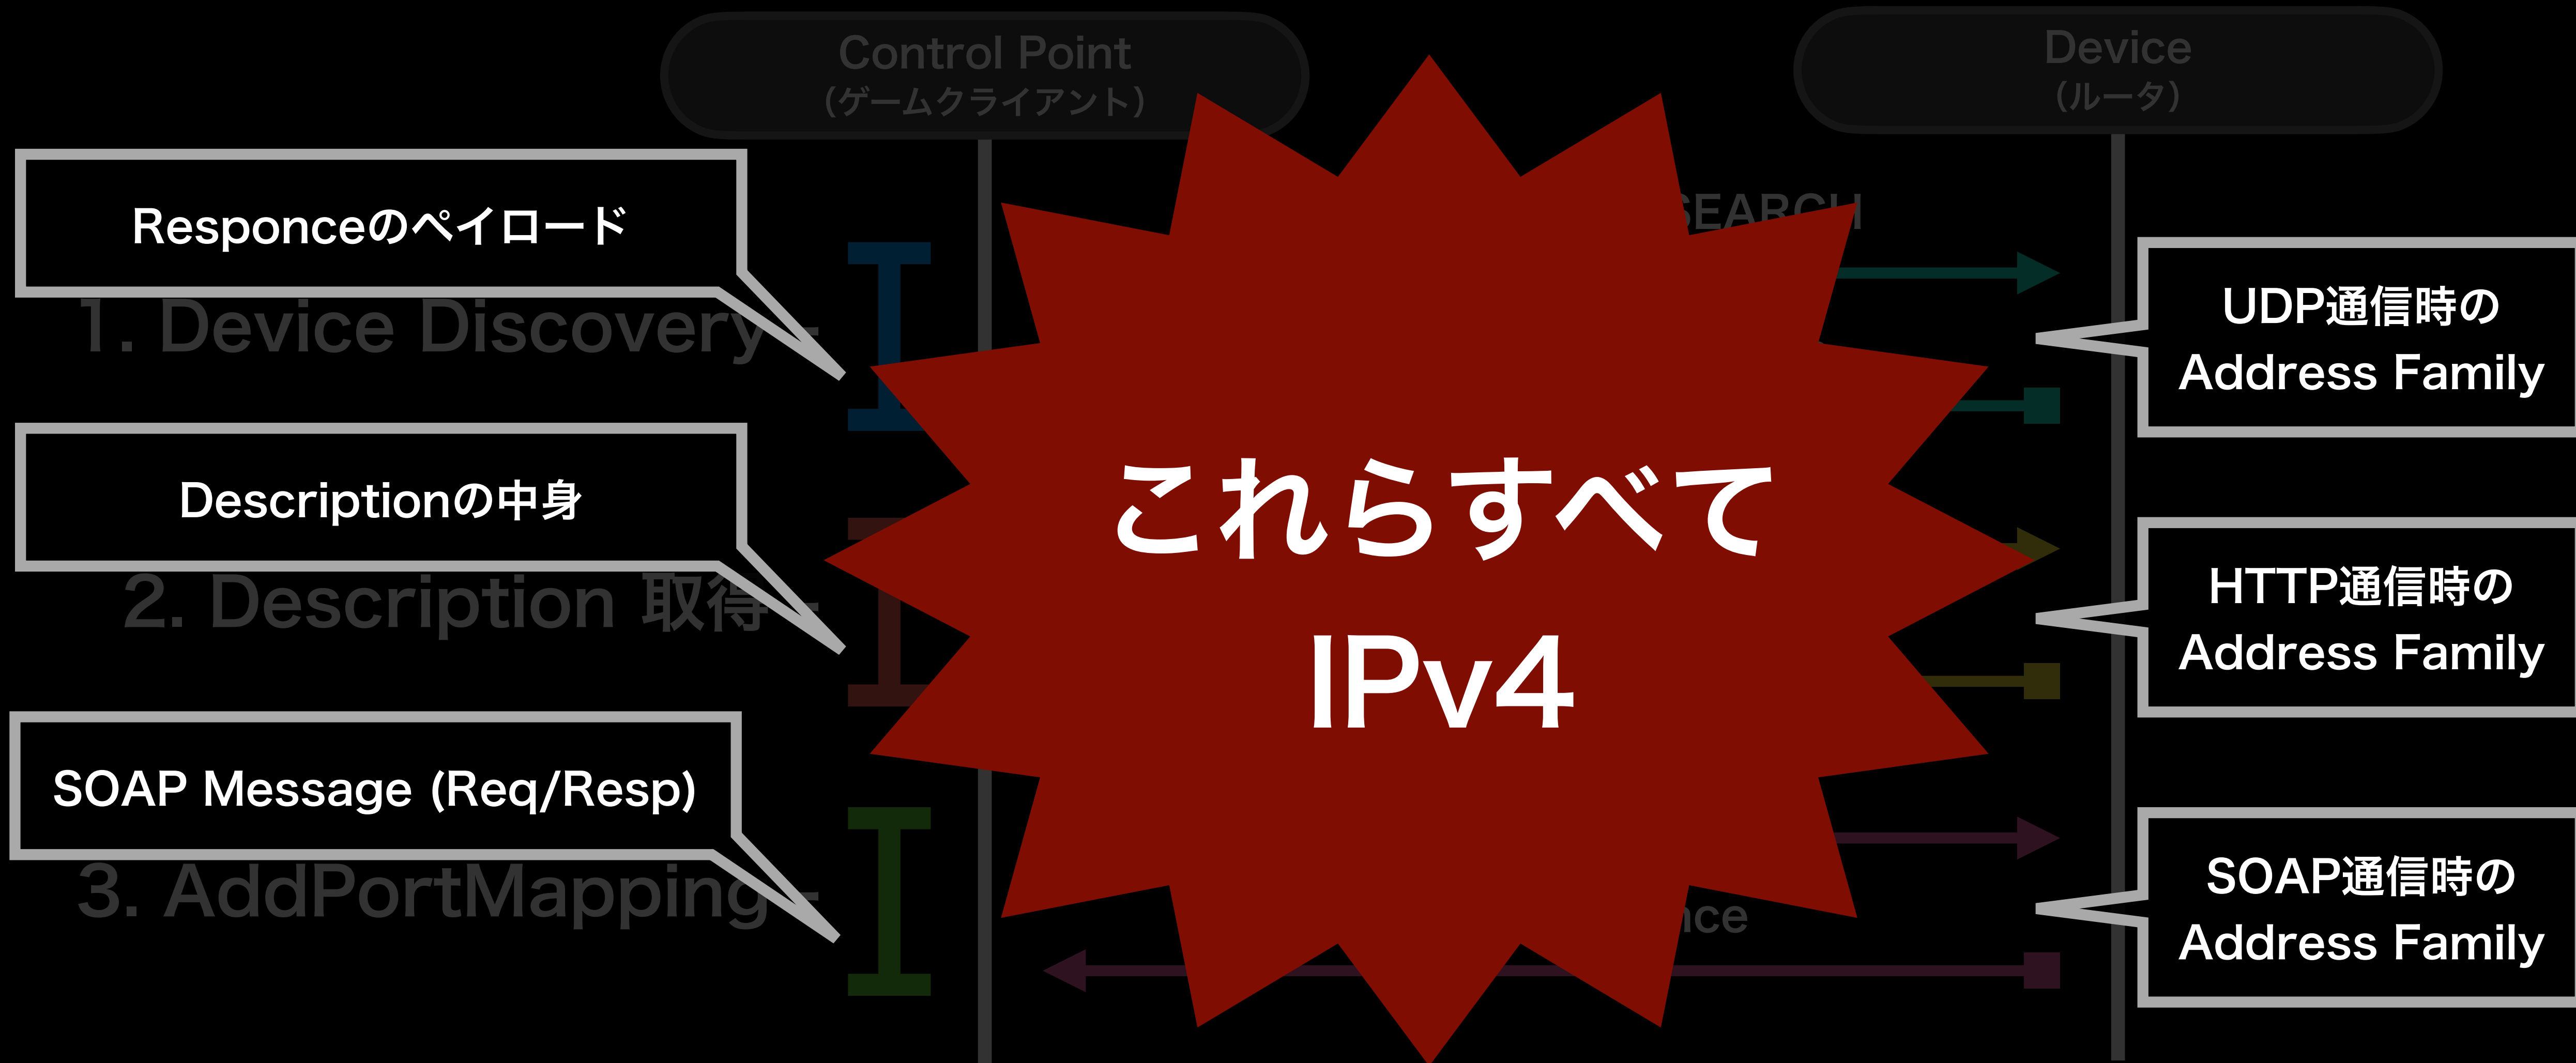 Control Point
（ゲームクライアント）
Device
（ルータ）
Responceのペイロード
SEARCH
1. Device Discovery -
UDP通信時の
Address Family
Descriptionの中身
これらすべて
IPv4
2. Description 取得 -
HTTP通信時の
Address Family
SOAP Message (Req/Resp)
3. AddPortMapping -
SOAP通信時の
Address Family